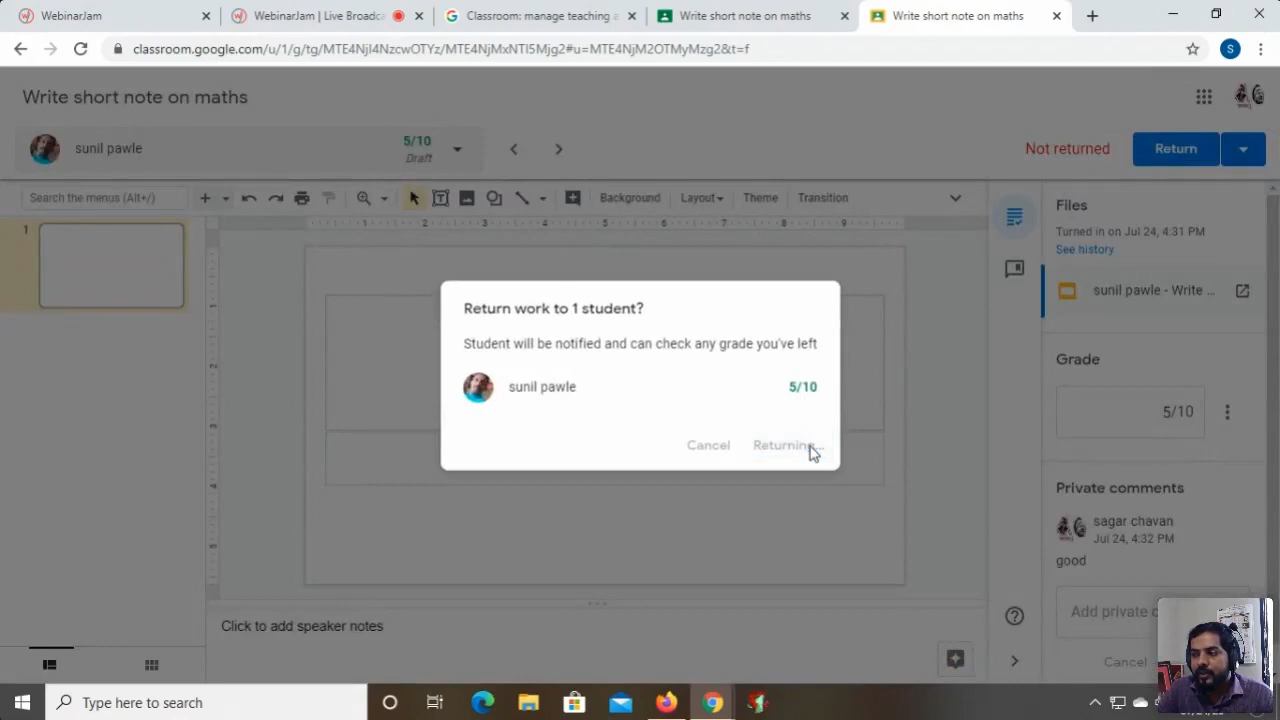 WebinarJam
WebinarJam | Live Broadca
Classroom: manage teaching a
Write short note on maths
Write short note on maths
classroom.google.com/u/1/g/tg/MTE4NjI4NzcwOTYz/MTE4NjMxNTI5Mjg2#u=MTE4NjM2OTMyMzg2&t=f
S
Write short note on maths
sunil pawle
5/10
Draft
Not returned
Return
Search the menus (Alt+/)
Background
Layout
Theme
Transition
1
Files
Turned in on Jul 24, 4:31 PM
See history
sunil pawle - Write ...
Return work to 1 student?
Student will be notified and can check any grade you've left
sunil pawle
5/10
Cancel
Returning...
Grade
5/10
Private comments
sagar chavan
Jul 24, 4:32 PM
good
Add private
Cancel
Click to add speaker notes
Type here to search